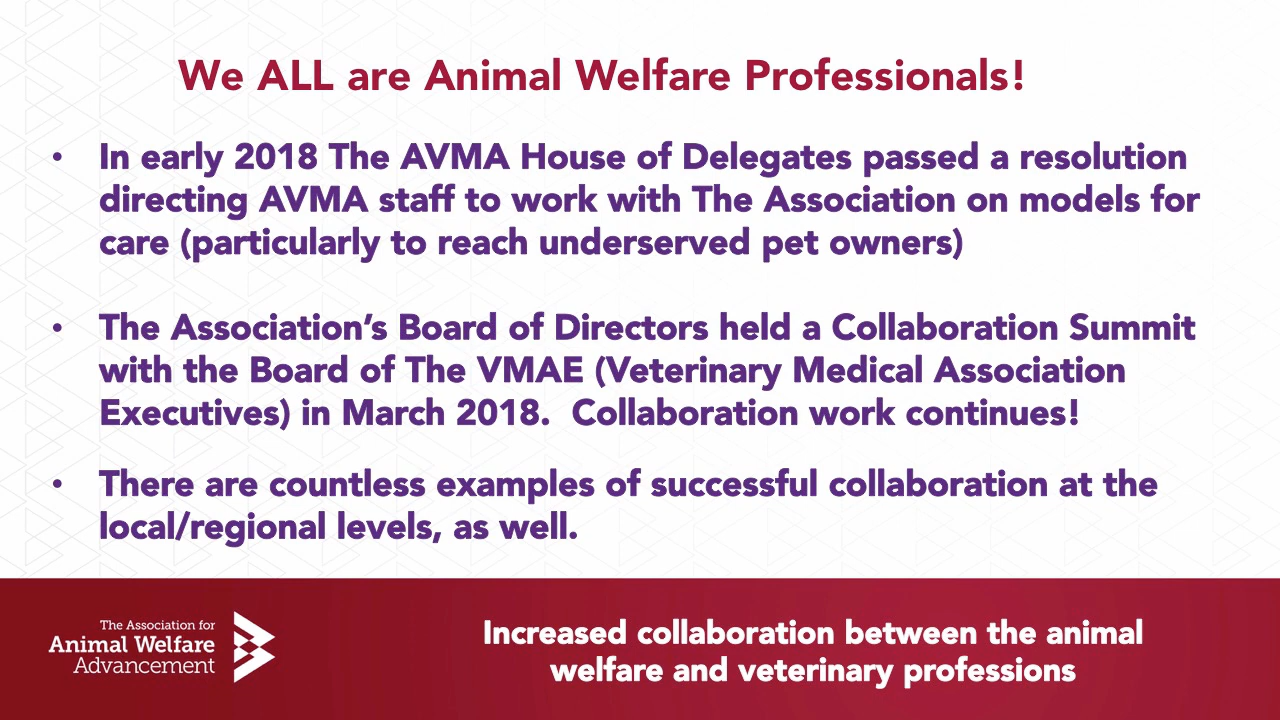 We ALL are Animal Welfare Professionals!
• In early 2018 The AVMA House of Delegates passed a resolution
directing AVMA staff to work with The Association on models for
care (particularly to reach underserved pet owners)
• The Association’s Board of Directors held a Collaboration Summit
with the Board of The VMAE (Veterinary Medical Association
Executives) in March 2018.  Collaboration work continues!
• There are countless examples of successful collaboration at the
local/regional levels, as well.
The Association for
Animal Welfare
Advancement
Increased collaboration between the animal
welfare and veterinary professions